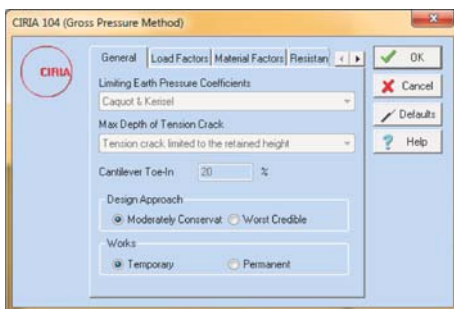 CIRIA 104 (Gross Pressure Method)
CIRIA
General Load Factors Material Factors Resistan
Limiting Earth Pressure Coefficients
Caquot & Kerisel
Max Depth of Tension Crack
Tension crack limited to the retained height
Cantilever Toe-In 20 %
Design Approach
Moderately Conservat Worst Credible
Works
Temporary Permanent
OK
Cancel
Defaults
Help